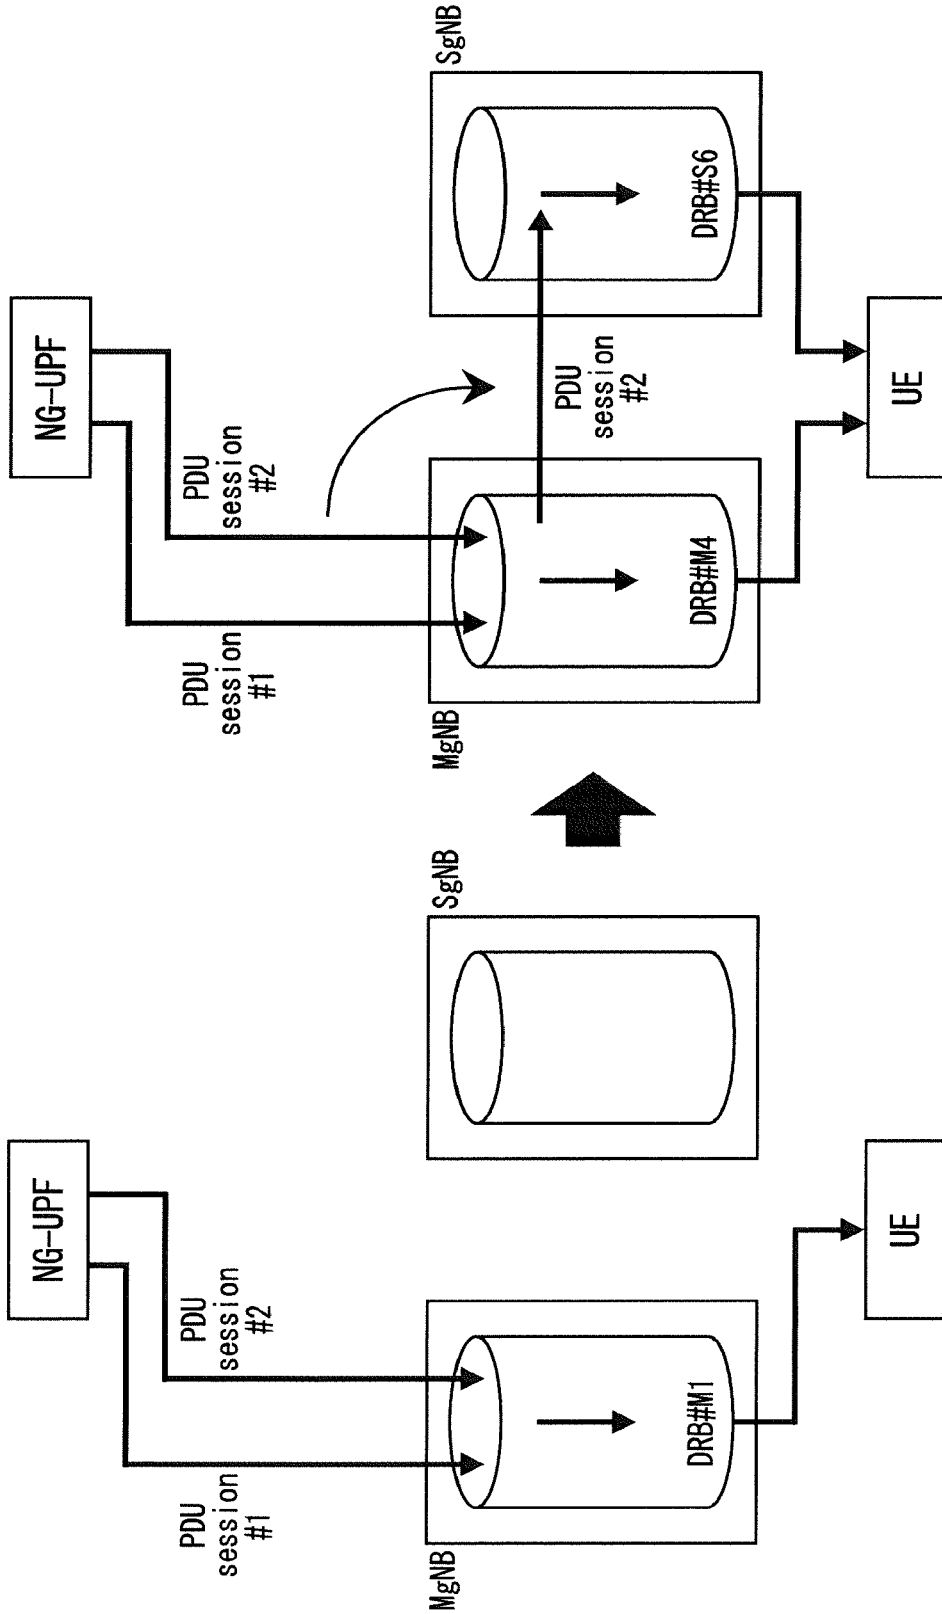 NG-UPF
PDU
session
#1
PDU
session
#2
MgNB
DRB#M1
SgNB
UE
NG-UPF
PDU
session
#1
PDU
session
#2
MgNB
DRB#M4
PDU
session
#2
SgNB
DRB#S6
UE